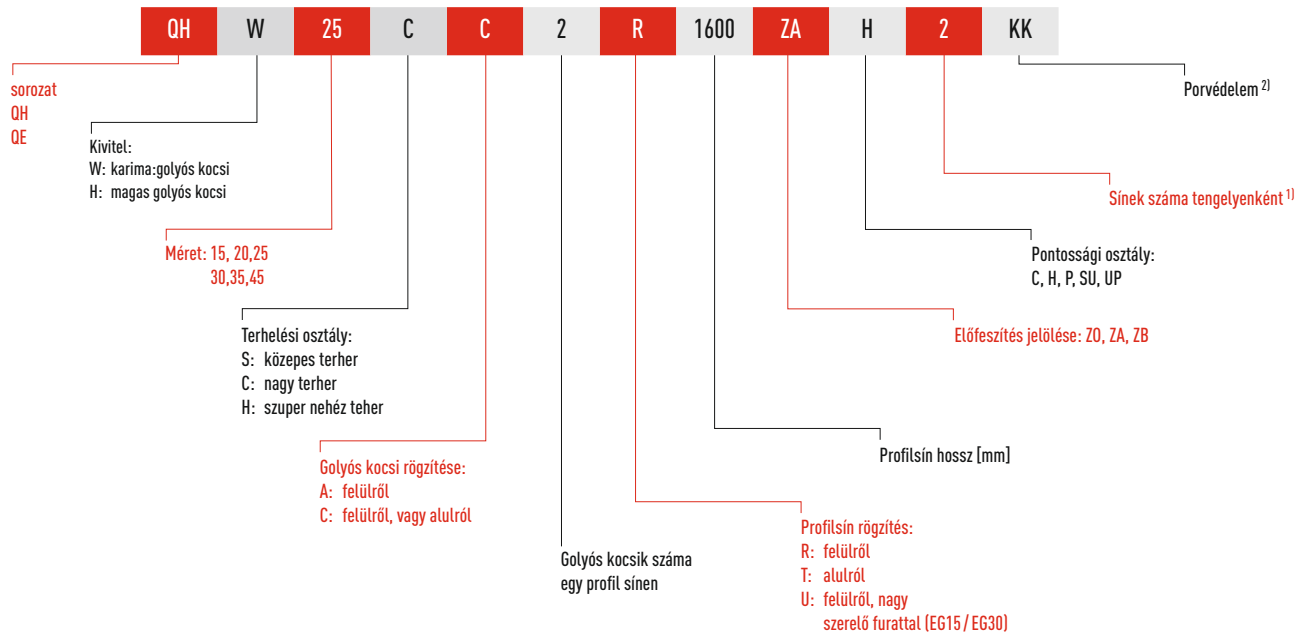 QH W 25 C C 2 R 1600 ZA H 2 KK
sorozat
QH
QE
Kivitel:
W: karima:golyós kocsi
H: magas golyós kocsi
Méret: 15, 20,25
30,35,45
Terhelési osztály:
S: közepes terher
C: nagy terher
H: szuper nehéz teher
Golyós kocsi rögzítése:
A: felülről
C: felülről, vagy alulról
Golyós kocsik száma
egy profil sínen
Profilsín rögzítés:
R: felülről
T: alulról
U: felülről, nagy
szerelő furattal (EG15 / EG30)
Profilsín hossz [mm]
Előfeszítés jelölése: ZO, ZA, ZB
Pontossági osztály:
C, H, P, SU, UP
Sínek száma tengelyenként 1)
Porvédelem 2)